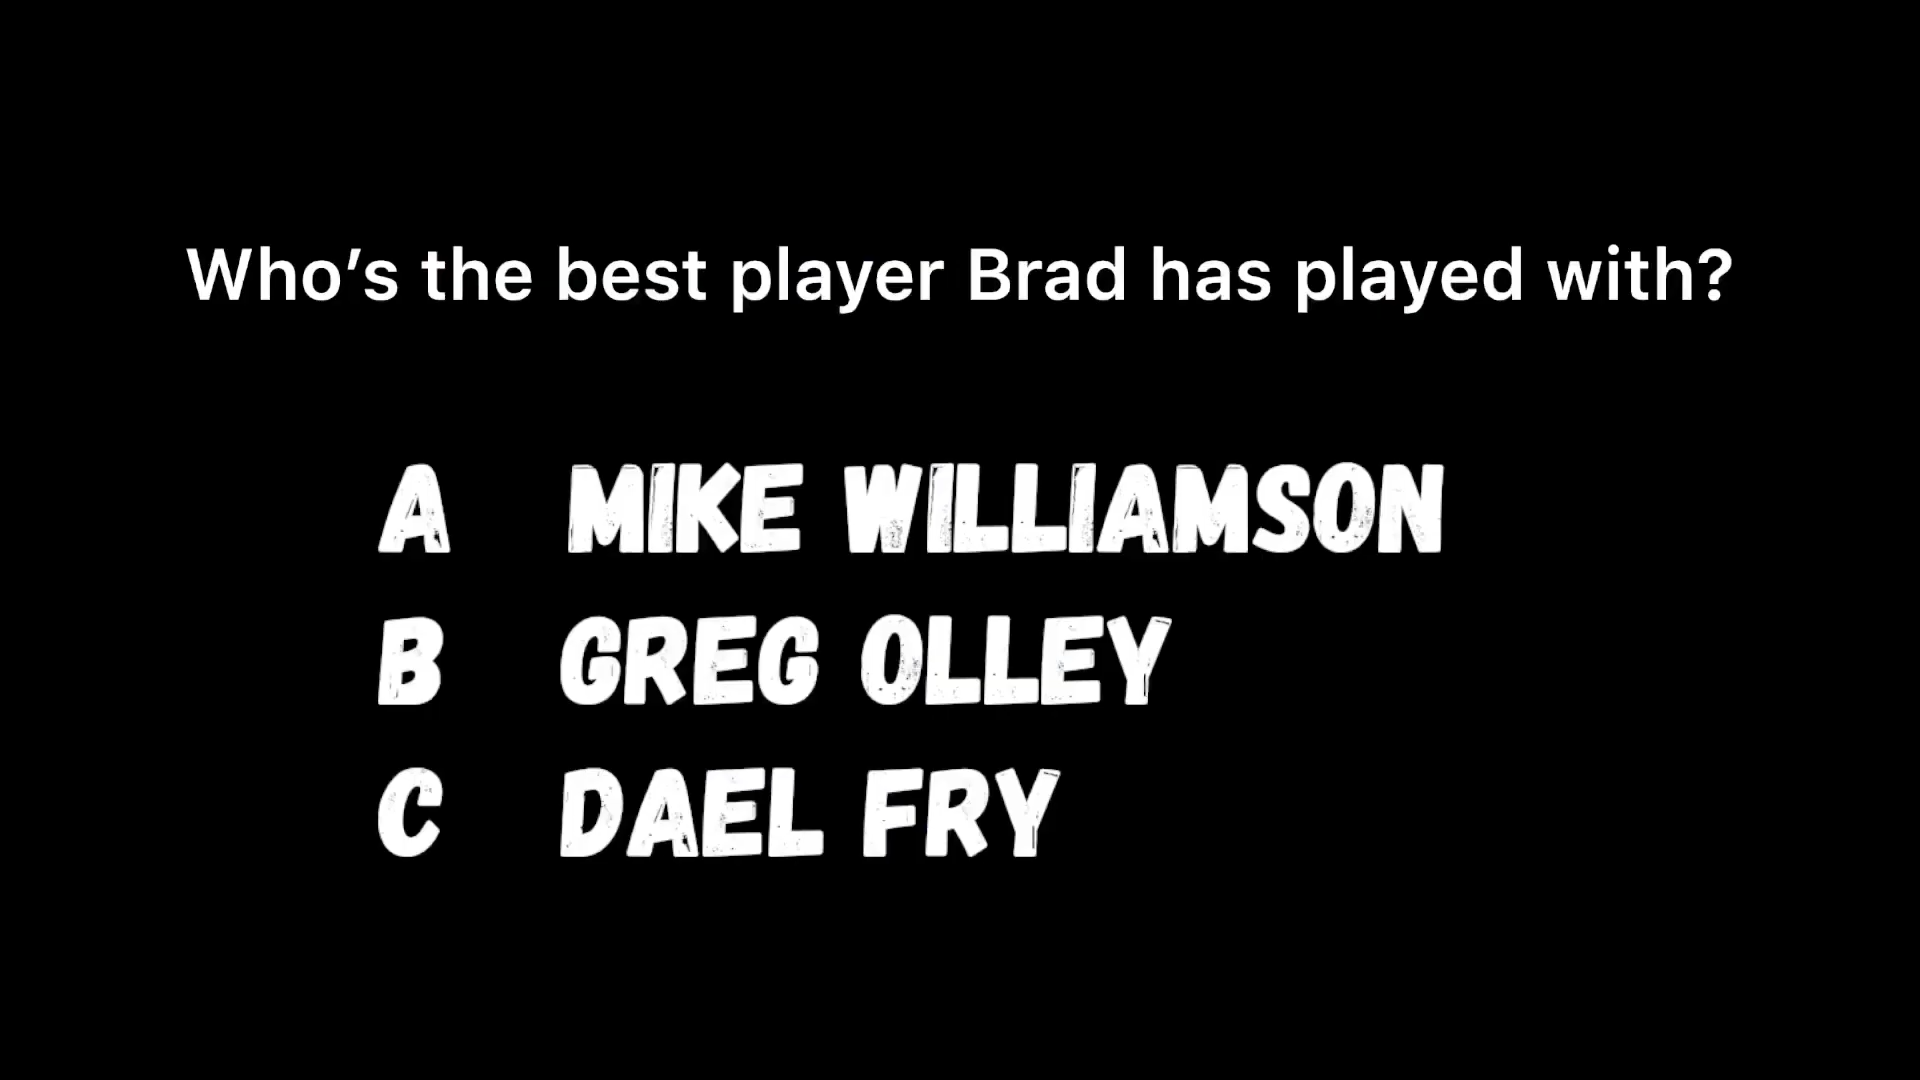 Who’s the best player Brad has played with?
A MIKE WILLIAMSON
B GREG OLLEY
C DAEL FRY